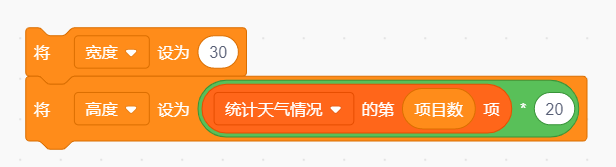 将 宽度 设为 30
将 高度 设为 统计天气情况 的第 项目数 项 * 20